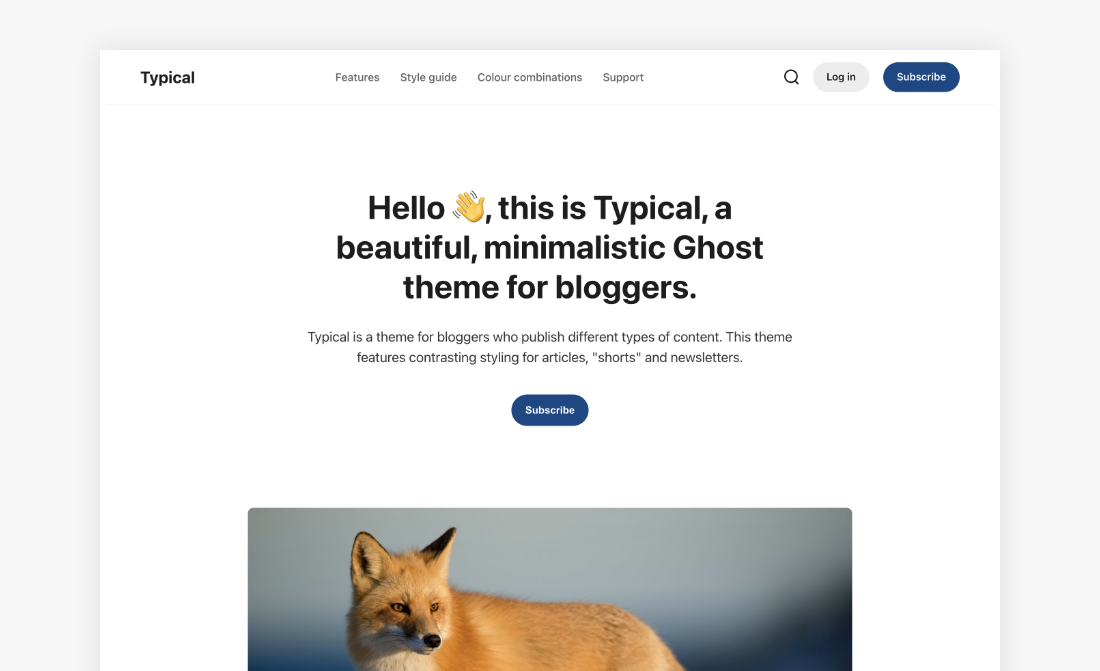 Typical
Features Style guide Colour combinations Support
Log in
Subscribe
Hello 👋, this is Typical, a
beautiful, minimalistic Ghost
theme for bloggers.
Typical is a theme for bloggers who publish different types of content. This theme
features contrasting styling for articles, "shorts" and newsletters.
Subscribe